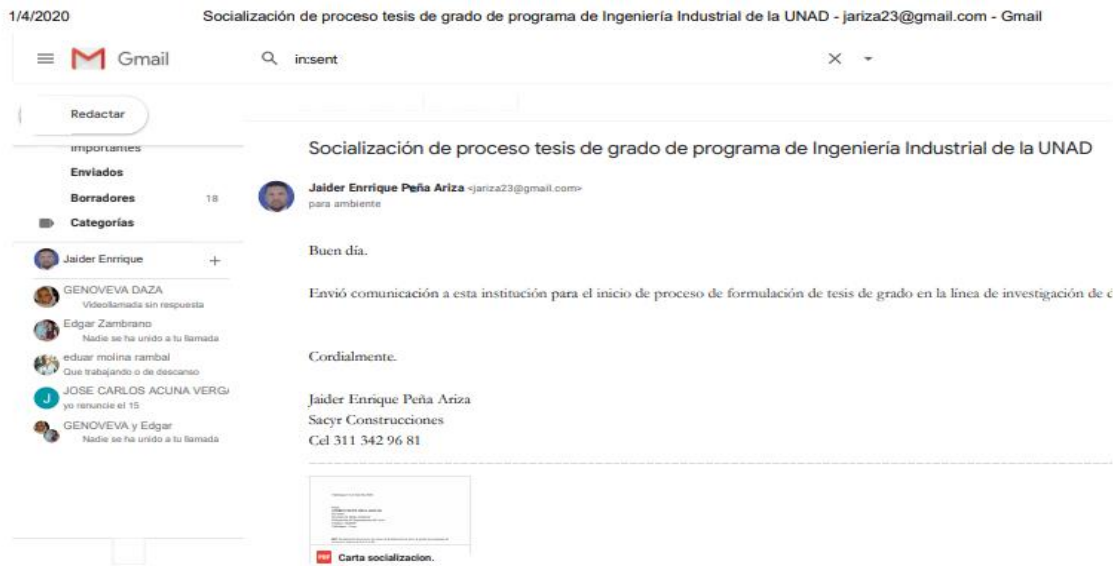 1/4/2020 Socialización de proceso tesis de grado de programa de Ingeniería Industrial de la UNAD - jariza23@gmail.com - Gmail
Gmail
in:sent
Redactar
Importantes
Enviados
Borradores 18
Categorías
Jaider Enrrique +
GENOVEVA DAZA
Videollamada sin respuesta
Edgar Zambrano
Nadie se ha unido a tu llamada
eduar molina rambal
Que trabajando o de descanso
J
JOSE CARLOS ACUNA VERGA
yo renuncie el 15
GENOVEVA y Edgar
Nadie se ha unido a tu llamada
Socialización de proceso tesis de grado de programa de Ingeniería Industrial de la UNAD
Jaider Enrrique Peña Ariza <jariza23@gmail.com>
para ambiente
Buen día.
Envió comunicación a esta institución para el inicio de proceso de formulación de tesis de grado en la línea de investigación de
Cordialmente.
Jaider Enrique Peña Ariza
Sacyr Construcciones
Cel 311 342 96 81
PDF Carta socializacion.